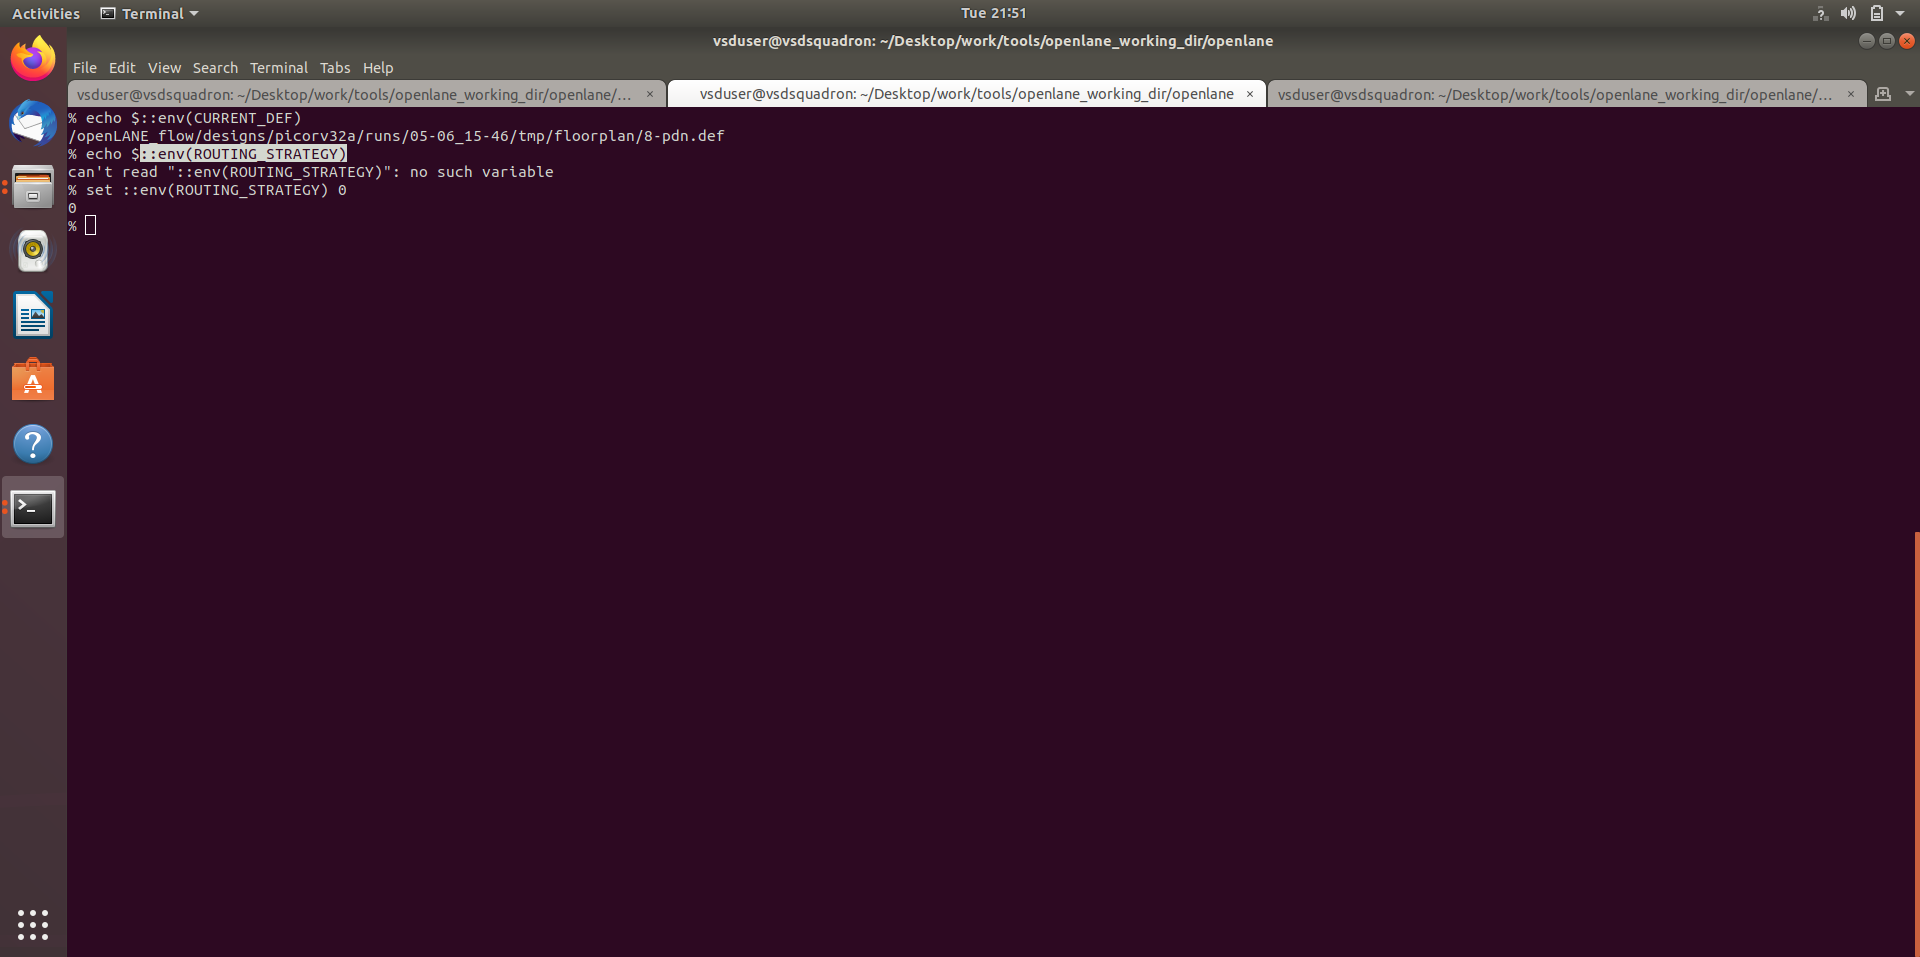 Activities Terminal Tue 21:51
vsduser@vsdsquadron: ~/Desktop/work/tools/openlane_working_dir/openlane
File Edit View Search Terminal Tabs Help
vsduser@vsdsquadron: ~/Desktop/work/tools/openlane_working_dir/openlane/... × vsduser@vsdsquadron: ~/Desktop/work/tools/openlane_working_dir/openlane × vsduser@vsdsquadron: ~/Desktop/work/tools/openlane_working_dir/openlane/... ×
% echo $::env(CURRENT_DEF)
/openLANE_flow/designs/picorv32a/runs/05-06_15-46/tmp/floorplan/8-pdn.def
% echo $::env(ROUTING_STRATEGY)
can't read "::env(ROUTING_STRATEGY)": no such variable
% set ::env(ROUTING_STRATEGY) 0
0
%